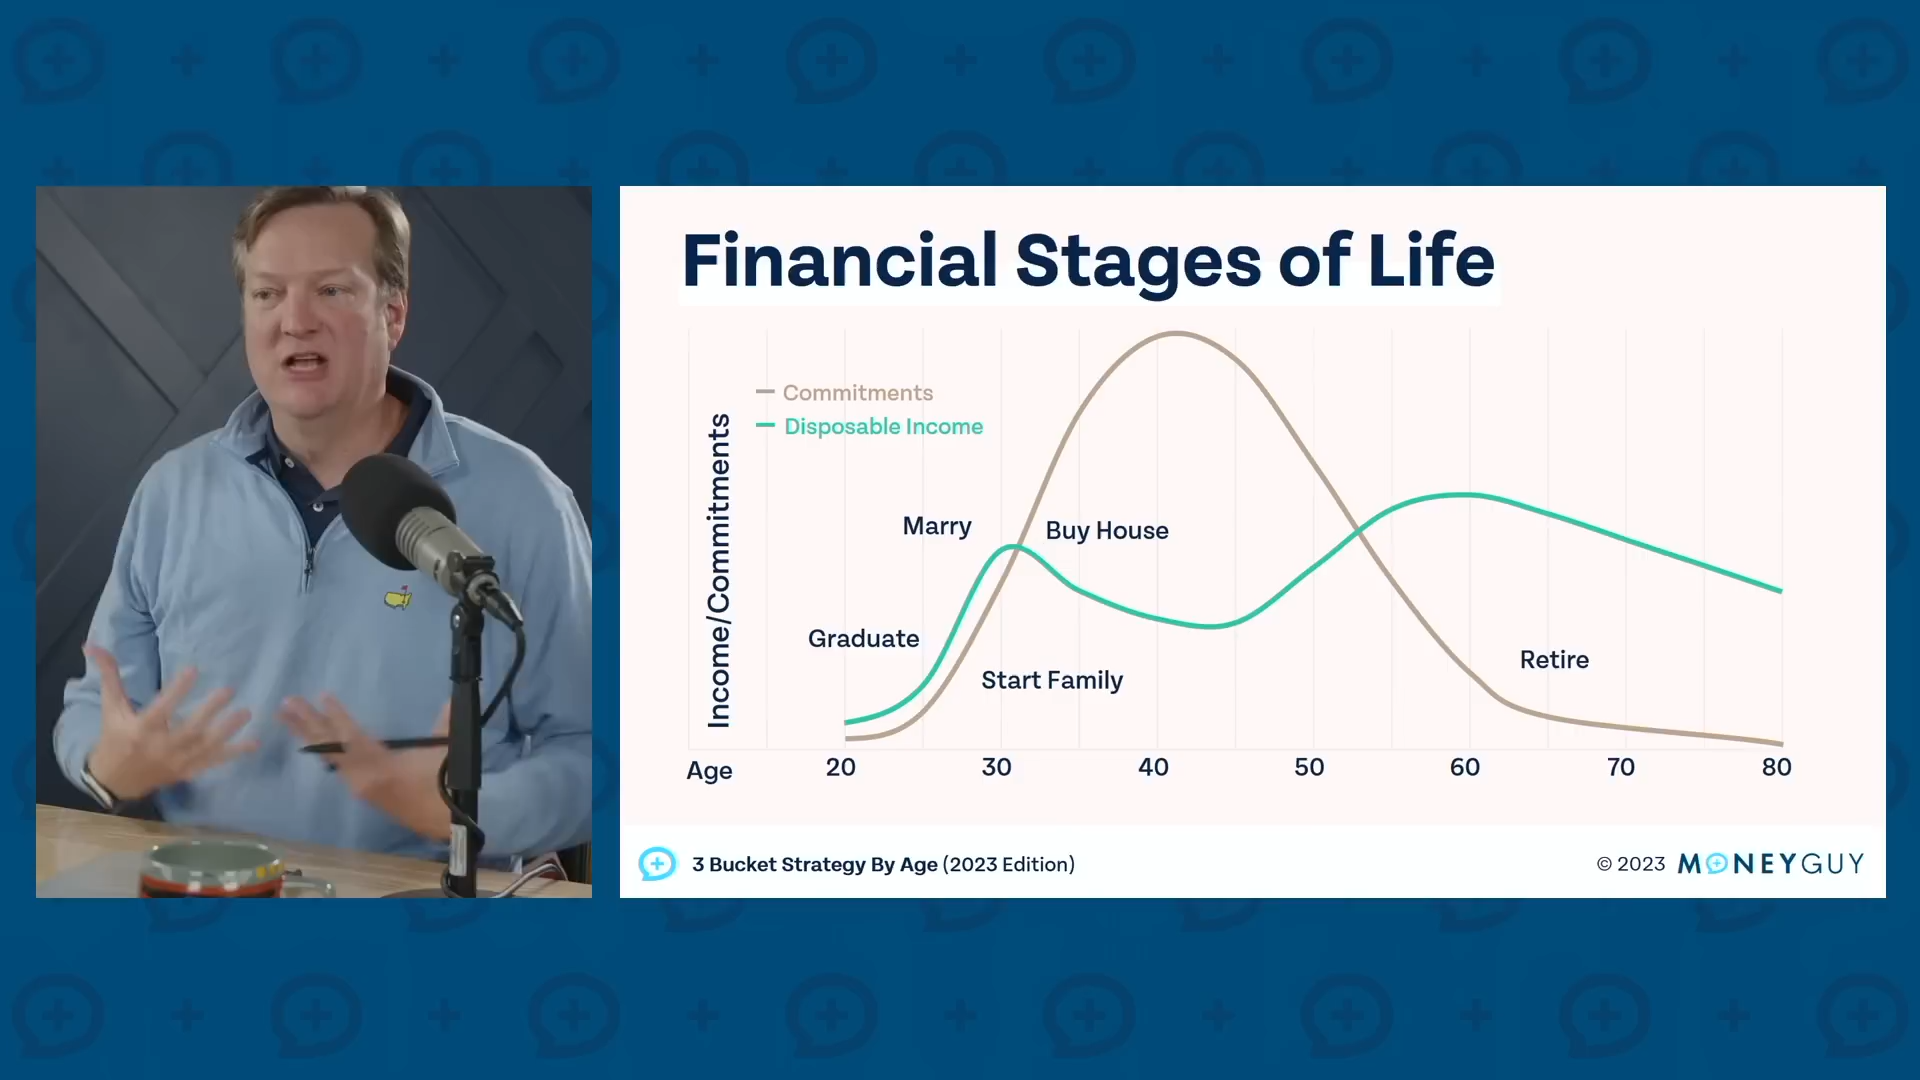 Financial Stages of Life
Commitments
Disposable Income
Income/Commitments
Marry
Buy House
Graduate
Start Family
Retire
Age 20 30 40 50 60 70 80
3 Bucket Strategy By Age (2023 Edition)
© 2023 MONEYGUY